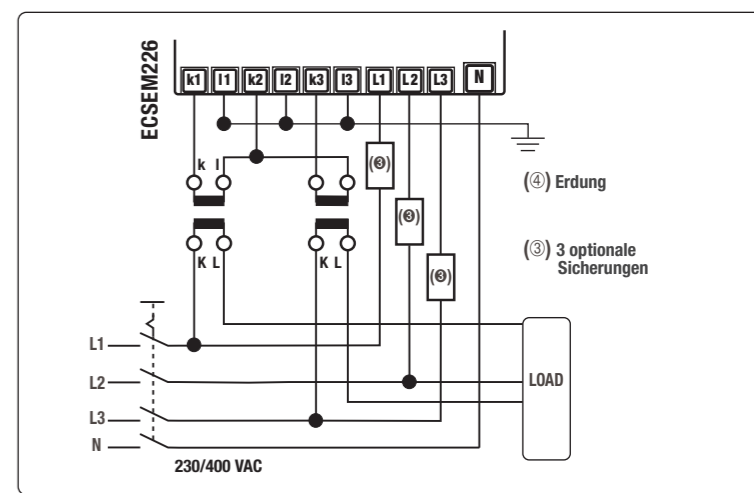 ECSEM226
k1 l1 k2 l2 k3 l3 L1 L2 L3 N
k l
(③)
(③)
(③)
K L K L
(④) Erdung
(③) 3 optionale
Sicherungen
L1
L2
L3
N
LOAD
230/400 VAC